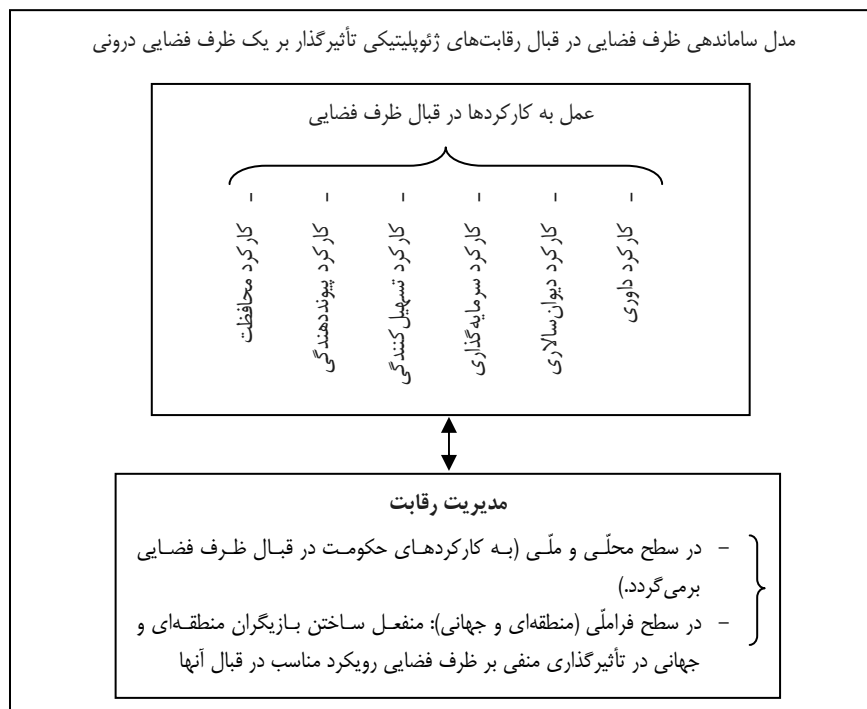 مدل ساماندهی ظرف فضایی در قبال رقابت‌های ژئوپلیتیکی تأثیرگذار بر یک ظرف فضایی درونی
عمل به کارکردها در قبال ظرف فضایی
- کارکرد داوری
- کارکرد دیوان‌سالاری
- کارکرد سرمایه‌گذاری
- کارکرد تسهیل‌کنندگی
- کارکرد پیونددهندگی
- کارکرد محافظت
مدیریت رقابت
- در سطح محلّی و ملّی (به کارکردهای حکومت در قبال ظرف فضایی
برمی‌گردد.)
- در سطح فراملّی (منطقه‌ای و جهانی): منفعل ساختن بازیگران منطقه‌ای و
جهانی در تأثیرگذاری منفی بر ظرف فضایی رویکرد مناسب در قبال آنها